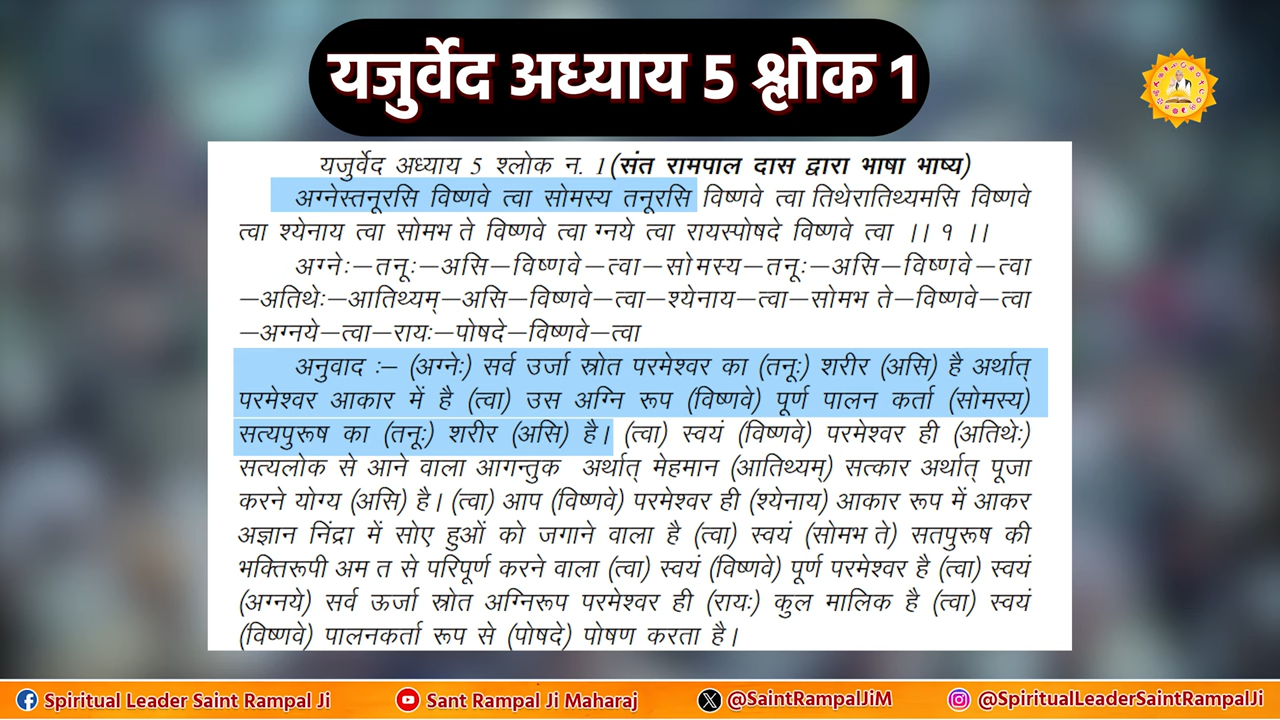 यजुर्वेद अध्याय 5 श्लोक 1
यजुर्वेद अध्याय 5 श्लोक न. 1 (संत रामपाल दास द्वारा भाषा भाष्य)
अग्नेस्तनूरसि विष्णवे त्वा सोमस्य तनूरसि विष्णवे त्वा तिथेरातिथ्यमसि विष्णवे
त्वा श्येनाय त्वा सोमभ ते विष्णवे त्वा ग्नये त्वा रायस्पोषदे विष्णवे त्वा ।। १ ।।
अग्नेः–तनूः–असि–विष्णवे–त्वा–सोमस्य–तनूः–असि–विष्णवे–त्वा
–अतिथेः–आतिथ्यम्–असि–विष्णवे–त्वा–श्येनाय–त्वा–सोमभ ते–विष्णवे–त्वा
–अग्नये–त्वा–रायः–पोषदे–विष्णवे–त्वा
अनुवाद :– (अग्नेः) सर्व उर्जा स्रोत परमेश्वर का (तनूः) शरीर (असि) है अर्थात्
परमेश्वर आकार में है (त्वा) उस अग्नि रूप (विष्णवे) पूर्ण पालन कर्ता (सोमस्य)
सत्यपुरूष का (तनूः) शरीर (असि) है। (त्वा) स्वयं (विष्णवे) परमेश्वर ही (अतिथेः)
सत्यलोक से आने वाला आगन्तुक अर्थात् मेहमान (आतिथ्यम्) सत्कार अर्थात् पूजा
करने योग्य (असि) है। (त्वा) आप (विष्णवे) परमेश्वर ही (श्येनाय) आकार रूप में आकर
अज्ञान निंद्रा में सोए हुओं को जगाने वाला है (त्वा) स्वयं (सोमभ ते) सतपुरूष की
भक्तिरूपी अम त से परिपूर्ण करने वाला (त्वा) स्वयं (विष्णवे) पूर्ण परमेश्वर है (त्वा) स्वयं
(अग्नये) सर्व ऊर्जा स्रोत अग्निरूप परमेश्वर ही (रायः) कुल मालिक है (त्वा) स्वयं
(विष्णवे) पालनकर्ता रूप से (पोषदे) पोषण करता है।
Spiritual Leader Saint Rampal Ji
Sant Rampal Ji Maharaj
@SaintRampalJiM
@SpiritualLeaderSaintRampalJi